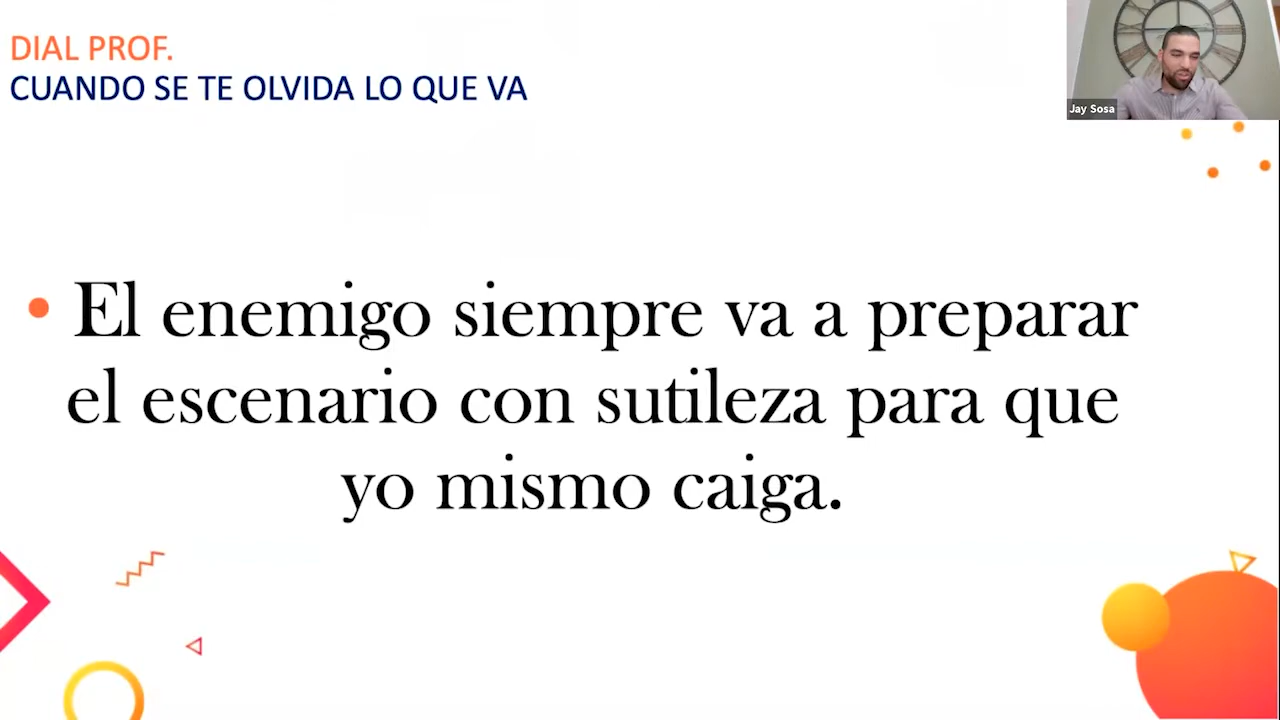 DIAL PROF.
CUANDO SE TE OLVIDA LO QUE VA
Jay Sosa
• El enemigo siempre va a preparar
el escenario con sutileza para que
yo mismo caiga.